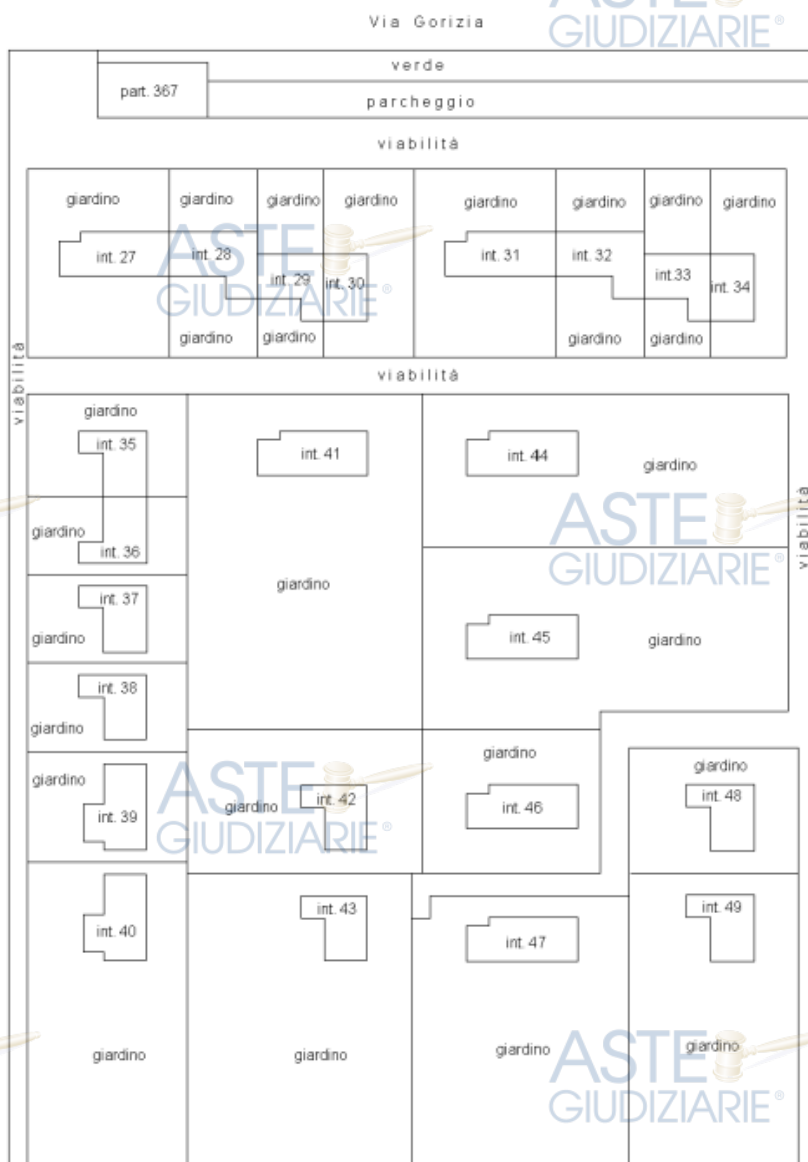 Via Gorizia
ASTE
GIUDIZIARIE®
verde
part. 367
parcheggio
viabilità
giardino giardino giardino giardino giardino giardino giardino giardino
ASTE
GIUDIZIARIE®
int. 27 int. 28 int. 29 int. 30 int. 31 int. 32 int.33 int. 34
giardino giardino giardino giardino
viabilità
viabilità
giardino
int. 35 int. 41 int. 44
giardino
viabilità
giardino
int. 36
ASTE
GIUDIZIARIE®
giardino
int. 37
giardino
int. 45 giardino
int. 38
giardino
giardino giardino
giardino
ASTE
GIUDIZIARIE®
int. 39 giardino int. 42 int. 46 int. 48
int. 40 int. 43 int. 47 int. 49
giardino giardino giardino giardino
ASTE
GIUDIZIARIE®